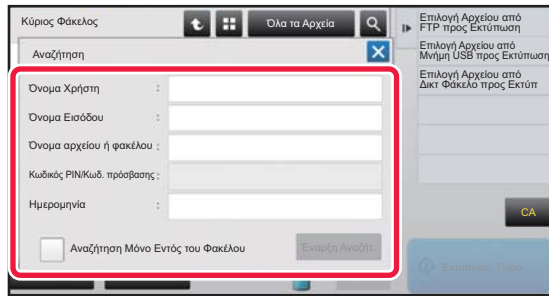 Κύριος Φάκελος
Όλα τα Αρχεία
Επιλογή Αρχείου από
FTP προς Εκτύπωση
Αναζήτηση
Επιλογή Αρχείου από
Μνήμη USB προς Εκτύπωση
Επιλογή Αρχείου από
Δικτ Φάκελο προς Εκτύπ
Όνομα Χρήστη :
Όνομα Εισόδου :
Όνομα αρχείου ή φακέλου :
Κωδικός PIN/Κωδ. πρόσβασης :
Ημερομηνία :
CA
Αναζήτηση Μόνο Εντός του Φακέλου
Έναρξη Αναζήτ.
Εκτύπωση Τώρα